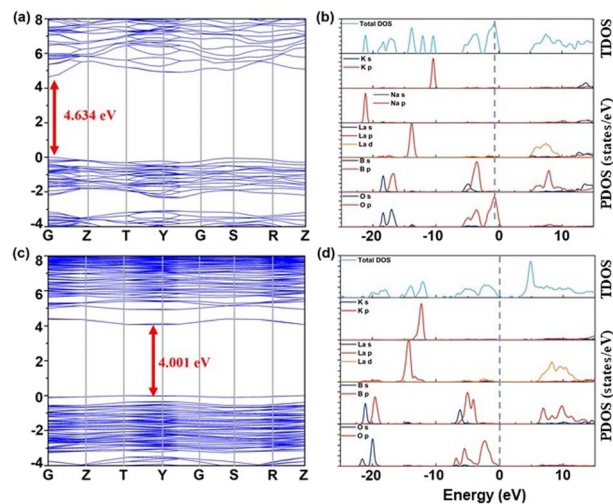 (a)
8
6
4
2
0
-2
-4
4.634 eV
G Z T Y G S R Z
(b)
Total DOS
K s
K p
Na s
Na p
La s
La p
La d
B s
B p
O s
O p
-20 -10 0 10
TDOS
PDOS (states/eV)
(c)
8
6
4
2
0
-2
-4
4.001 eV
G Z T Y G S R Z
(d)
Total DOS
K s
K p
La s
La p
La d
B s
B p
O s
O p
-20 -10 0 10
Energy (eV)
TDOS
PDOS (states/eV)